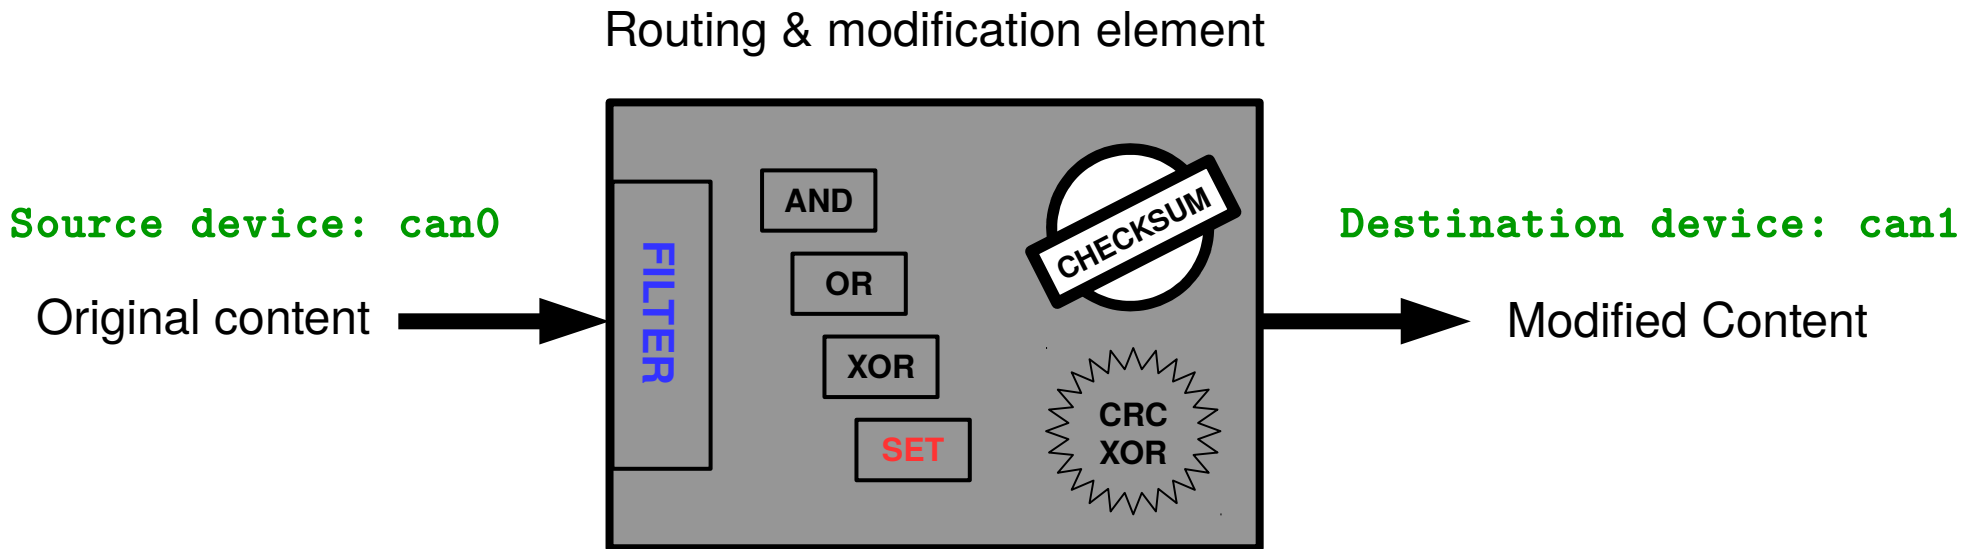 Routing & modification element
Source device: can0
Original content
FILTER
AND
OR
XOR
SET
CHECKSUM
CRC
XOR
Destination device: can1
Modified Content